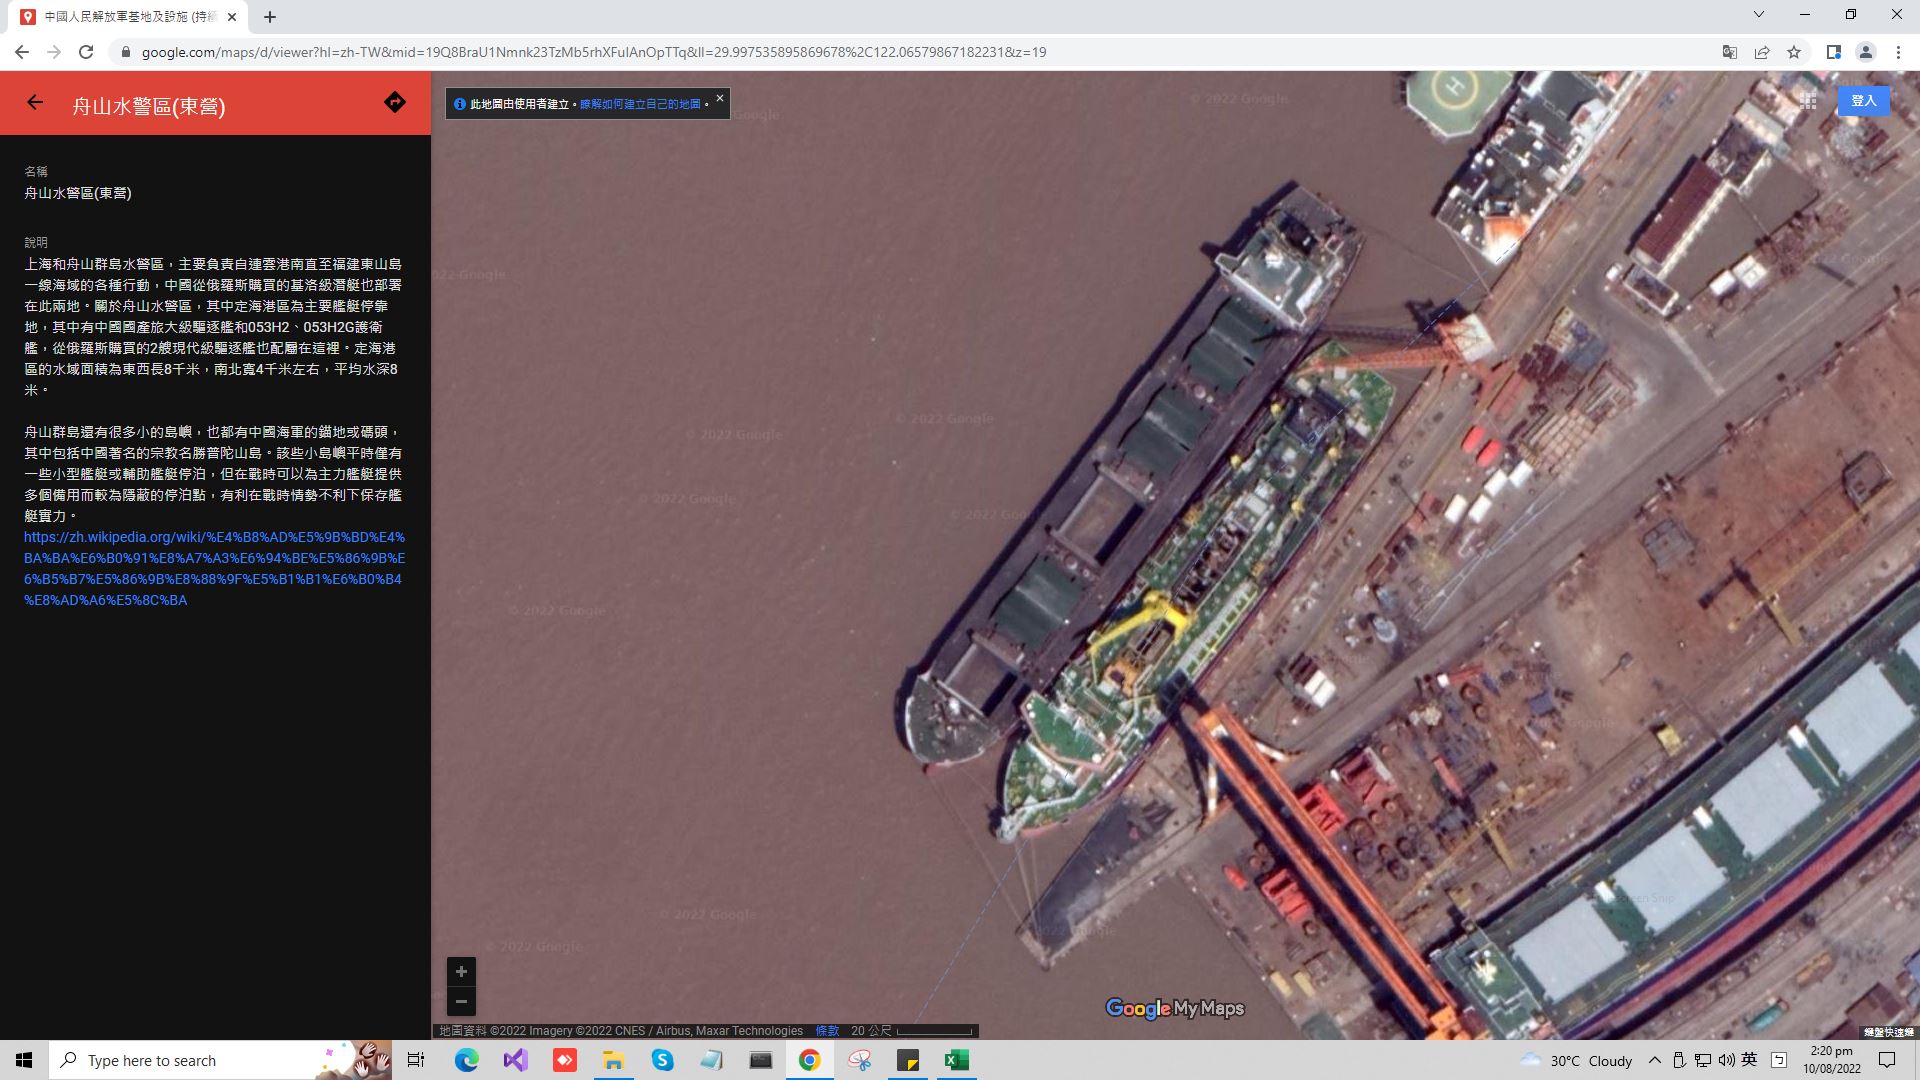 中國人民解放軍基地及設施 (持續
google.com/maps/d/viewer?hl=zh-TW&mid=19Q8BraU1Nmnk23TzMb5rhXFulAnOpTTq&ll=29.997535895869678%2C122.06579867182231&z=19
舟山水警區(東營)
此地圖由使用者建立。瞭解如何建立自己的地圖。
登入
名稱
舟山水警區(東營)
說明
上海和舟山群島水警區，主要負責自連雲港南直至福建東山島
一線海域的各種行動，中國從俄羅斯購買的基洛級潛艇也部署
在此兩地。關於舟山水警區，其中定海港區為主要艦艇停靠
地，其中有中國國產旅大級驅逐艦和053H2、053H2G護衛
艦，從俄羅斯購買的2艘現代級驅逐艦也配屬在這裡。定海港
區的水域面積為東西長8千米，南北寬4千米左右，平均水深8
米。
舟山群島還有很多小的島嶼，也都有中國海軍的錨地或碼頭，
其中包括中國著名的宗教名勝普陀山島。該些小島嶼平時僅有
一些小型艦艇或輔助艦艇停泊，但在戰時可以為主力艦艇提供
多個備用而較為隱蔽的停泊點，有利在戰時情勢不利下保存艦
艇實力。
https://zh.wikipedia.org/wiki/%E4%B8%AD%E5%9B%BD%E4%
BA%BA%E6%B0%91%E8%A7%A3%E6%94%BE%E5%86%9B%E
6%B5%B7%E5%86%9B%E8%88%9F%E5%B1%B1%E6%B0%B4
%E8%AD%A6%E5%8C%BA
© 2022 Google
© 2022 Google
© 2022 Google
© 2022 Google
© 2022 Google
© 2022 Google
© 2022 Google
H
Google My Maps
地圖資料 ©2022 Imagery ©2022 CNES / Airbus, Maxar Technologies 條款 20 公尺
鍵盤快速鍵
Type here to search
30°C Cloudy
英
2:20 pm
10/08/2022